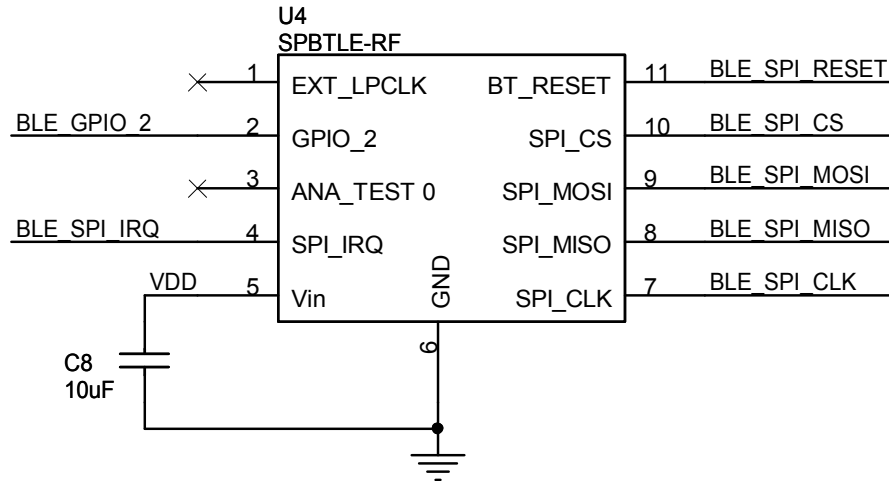 U4
SPBTLE-RF
1 EXT_LPCLK BT_RESET 11 BLE_SPI_RESET
BLE_GPIO_2 2 GPIO_2 SPI_CS 10 BLE_SPI_CS
3 ANA_TEST 0 SPI_MOSI 9 BLE_SPI_MOSI
BLE_SPI_IRQ 4 SPI_IRQ SPI_MISO 8 BLE_SPI_MISO
VDD 5 Vin GND SPI_CLK 7 BLE_SPI_CLK
6
C8
10uF